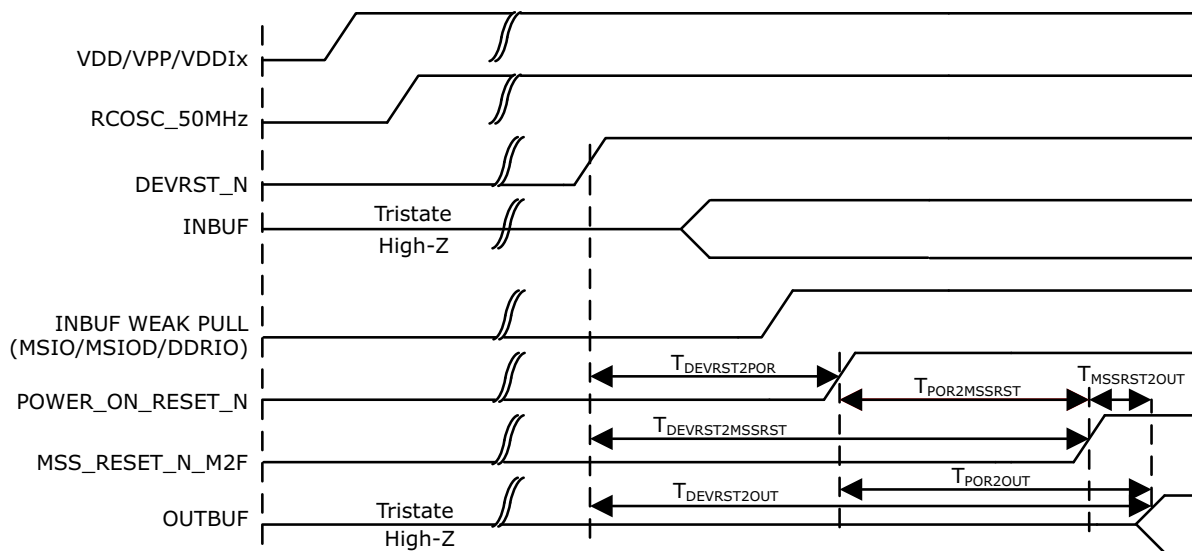 VDD/VPP/VDDIx
RCOSC_50MHz
DEVRST_N
INBUF
Tristate
High-Z
INBUF WEAK PULL
(MSIO/MSIOD/DDRIO)
TDEVRST2POR
TMSSRST2OUT
TPOR2MSSRST
POWER_ON_RESET_N
TDEVRST2MSSRST
MSS_RESET_N_M2F
TPOR2OUT
TDEVRST2OUT
OUTBUF
Tristate
High-Z